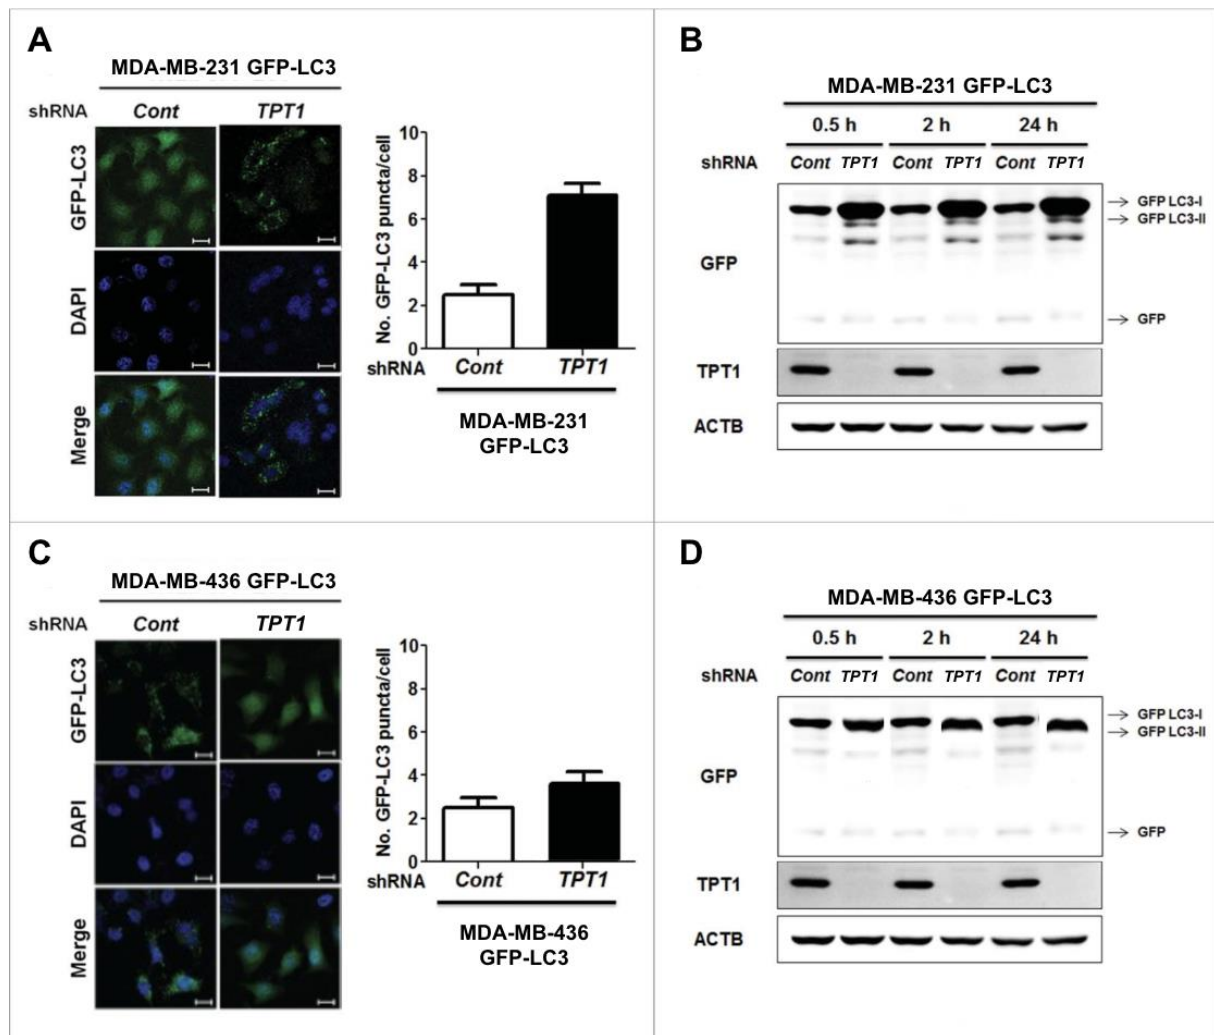 A
MDA-MB-231 GFP-LC3
shRNA Cont TPT1
GFP-LC3
DAPI
Merge
No. GFP-LC3 puncta/cell
10
8
6
4
2
0
shRNA Cont TPT1
MDA-MB-231
GFP-LC3
B
MDA-MB-231 GFP-LC3
0.5 h 2 h 24 h
shRNA Cont TPT1 Cont TPT1 Cont TPT1
GFP
GFP LC3-I
GFP LC3-II
GFP
TPT1
ACTB
C
MDA-MB-436 GFP-LC3
shRNA Cont TPT1
GFP-LC3
DAPI
Merge
No. GFP-LC3 puncta/cell
10
8
6
4
2
0
shRNA Cont TPT1
MDA-MB-436
GFP-LC3
D
MDA-MB-436 GFP-LC3
0.5 h 2 h 24 h
shRNA Cont TPT1 Cont TPT1 Cont TPT1
GFP
GFP LC3-I
GFP LC3-II
GFP
TPT1
ACTB